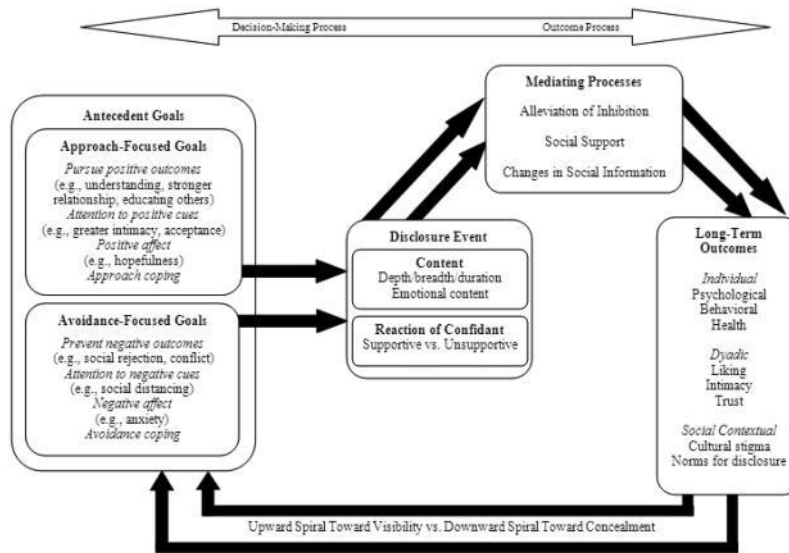 Decision-Making Process
Outcome Process
Antecedent Goals
Approach-Focused Goals
Pursue positive outcomes
(e.g., understanding, stronger
relationship, educating others)
Attention to positive cues
(e.g., greater intimacy, acceptance)
Positive affect
(e.g., hopefulness)
Approach coping
Avoidance-Focused Goals
Prevent negative outcomes
(e.g., social rejection, conflict)
Attention to negative cues
(e.g., social distancing)
Negative affect
(e.g., anxiety)
Avoidance coping
Disclosure Event
Content
Depth/breadth/duration
Emotional content
Reaction of Confidant
Supportive vs. Unsupportive
Mediating Processes
Alleviation of Inhibition
Social Support
Changes in Social Information
Long-Term
Outcomes
Individual
Psychological
Behavioral
Health
Dyadic
Liking
Intimacy
Trust
Social Contextual
Cultural stigma
Norms for disclosure
Upward Spiral Toward Visibility vs. Downward Spiral Toward Concealment